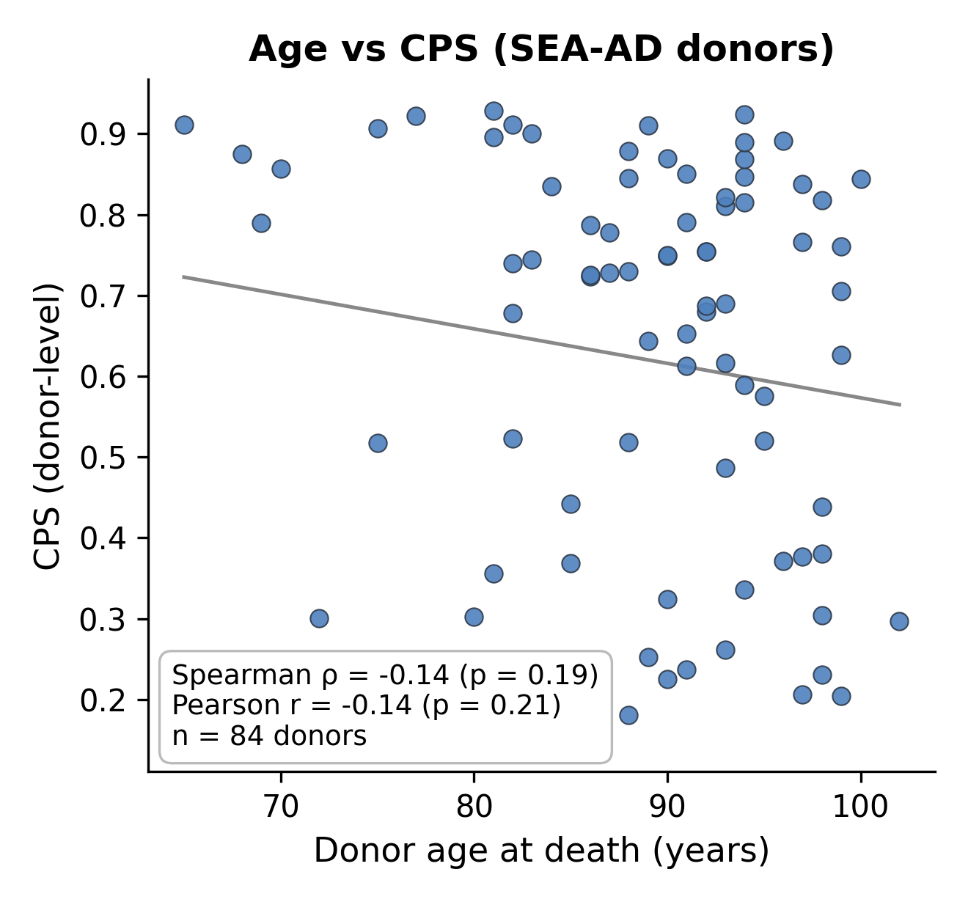 Age vs CPS (SEA-AD donors)
CPS (donor-level)
0.9
0.8
0.7
0.6
0.5
0.4
0.3
0.2
Spearman ρ = -0.14 (p = 0.19)
Pearson r = -0.14 (p = 0.21)
n = 84 donors
70 80 90 100
Donor age at death (years)